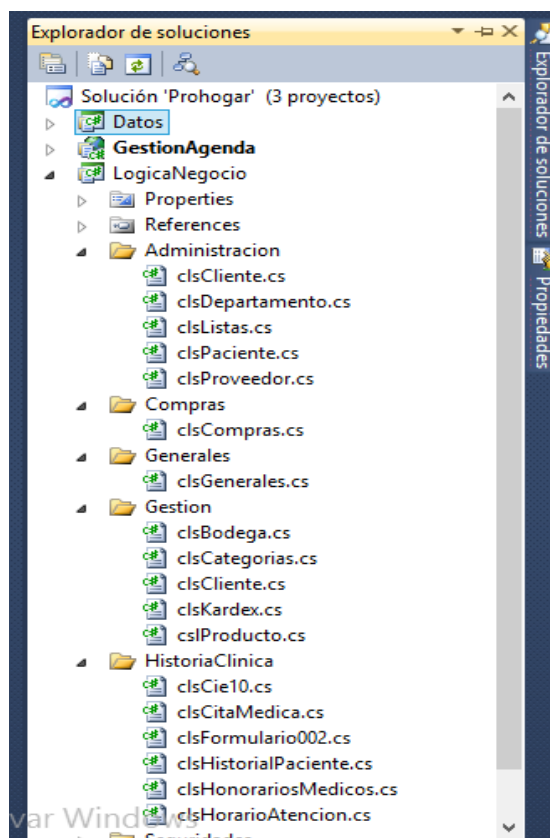 Explorador de soluciones
Solución 'Prohogar' (3 proyectos)
Datos
GestionAgenda
LogicaNegocio
Properties
References
Administracion
clsCliente.cs
clsDepartamento.cs
clsListas.cs
clsPaciente.cs
clsProveedor.cs
Compras
clsCompras.cs
Generales
clsGenerales.cs
Gestion
clsBodega.cs
clsCategorias.cs
clsCliente.cs
clsKardex.cs
cslProducto.cs
HistoriaClinica
clsCie10.cs
clsCitaMedica.cs
clsFormulario002.cs
clsHistorialPaciente.cs
clsHonorariosMedicos.cs
clsHorarioAtencion.cs
var Windows
Explorador de soluciones
Propiedades